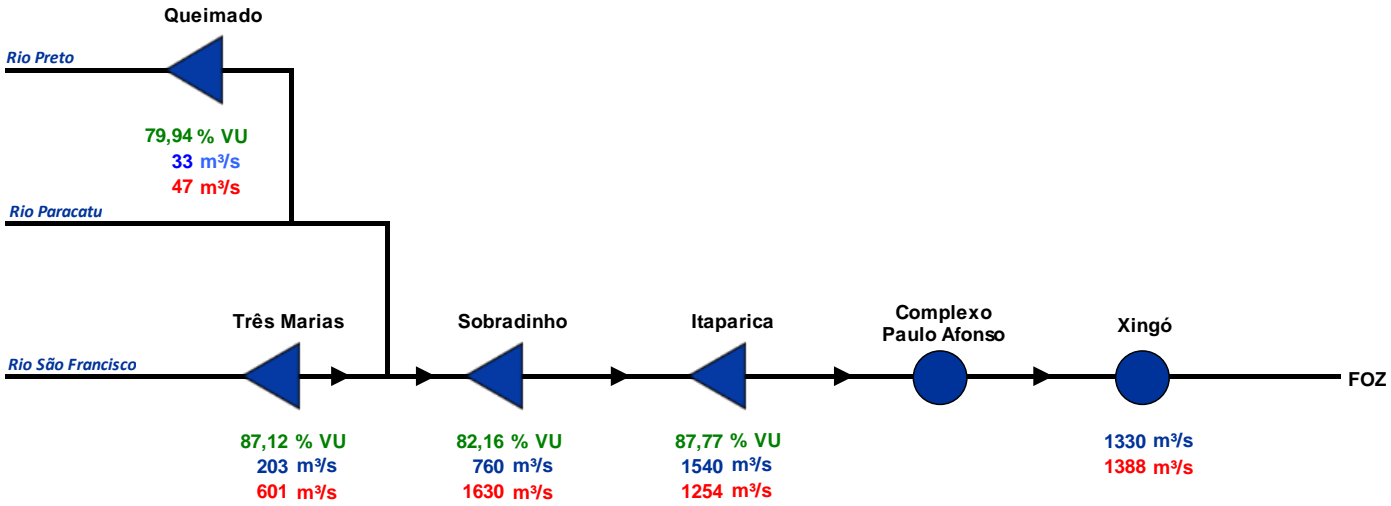 Queimado
Rio Preto
79,94 % VU
33 m³/s
47 m³/s
Rio Paracatu
Três Marias
Sobradinho
Itaparica
Complexo
Paulo Afonso
Xingó
Rio São Francisco
FOZ
87,12 % VU
203 m³/s
601 m³/s
82,16 % VU
760 m³/s
1630 m³/s
87,77 % VU
1540 m³/s
1254 m³/s
1330 m³/s
1388 m³/s